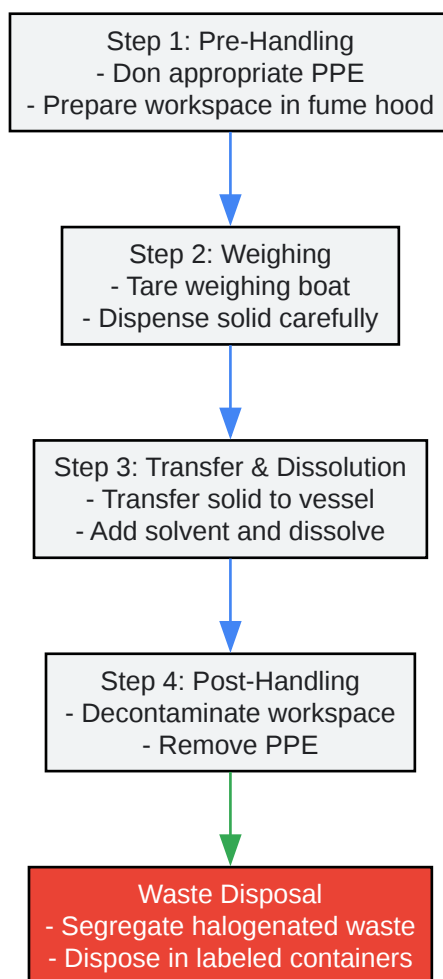 Step 1: Pre-Handling
- Don appropriate PPE
- Prepare workspace in fume hood
Step 2: Weighing
- Tare weighing boat
- Dispense solid carefully
Step 3: Transfer & Dissolution
- Transfer solid to vessel
- Add solvent and dissolve
Step 4: Post-Handling
- Decontaminate workspace
- Remove PPE
Waste Disposal
- Segregate halogenated waste
- Dispose in labeled containers